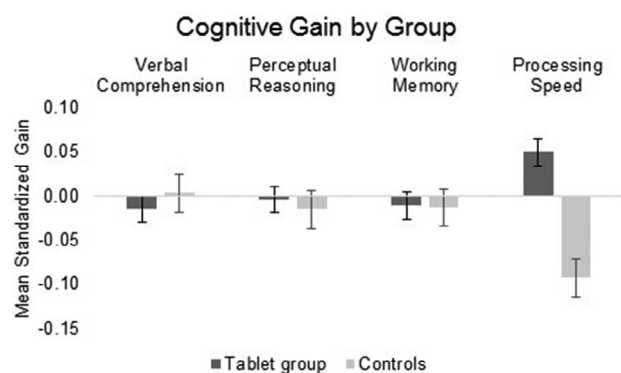 Cognitive Gain by Group
Verbal
Comprehension
Perceptual
Reasoning
Working
Memory
Processing
Speed
Mean Standardized Gain
0.10
0.05
0.00
-0.05
-0.10
-0.15
Tablet group
Controls